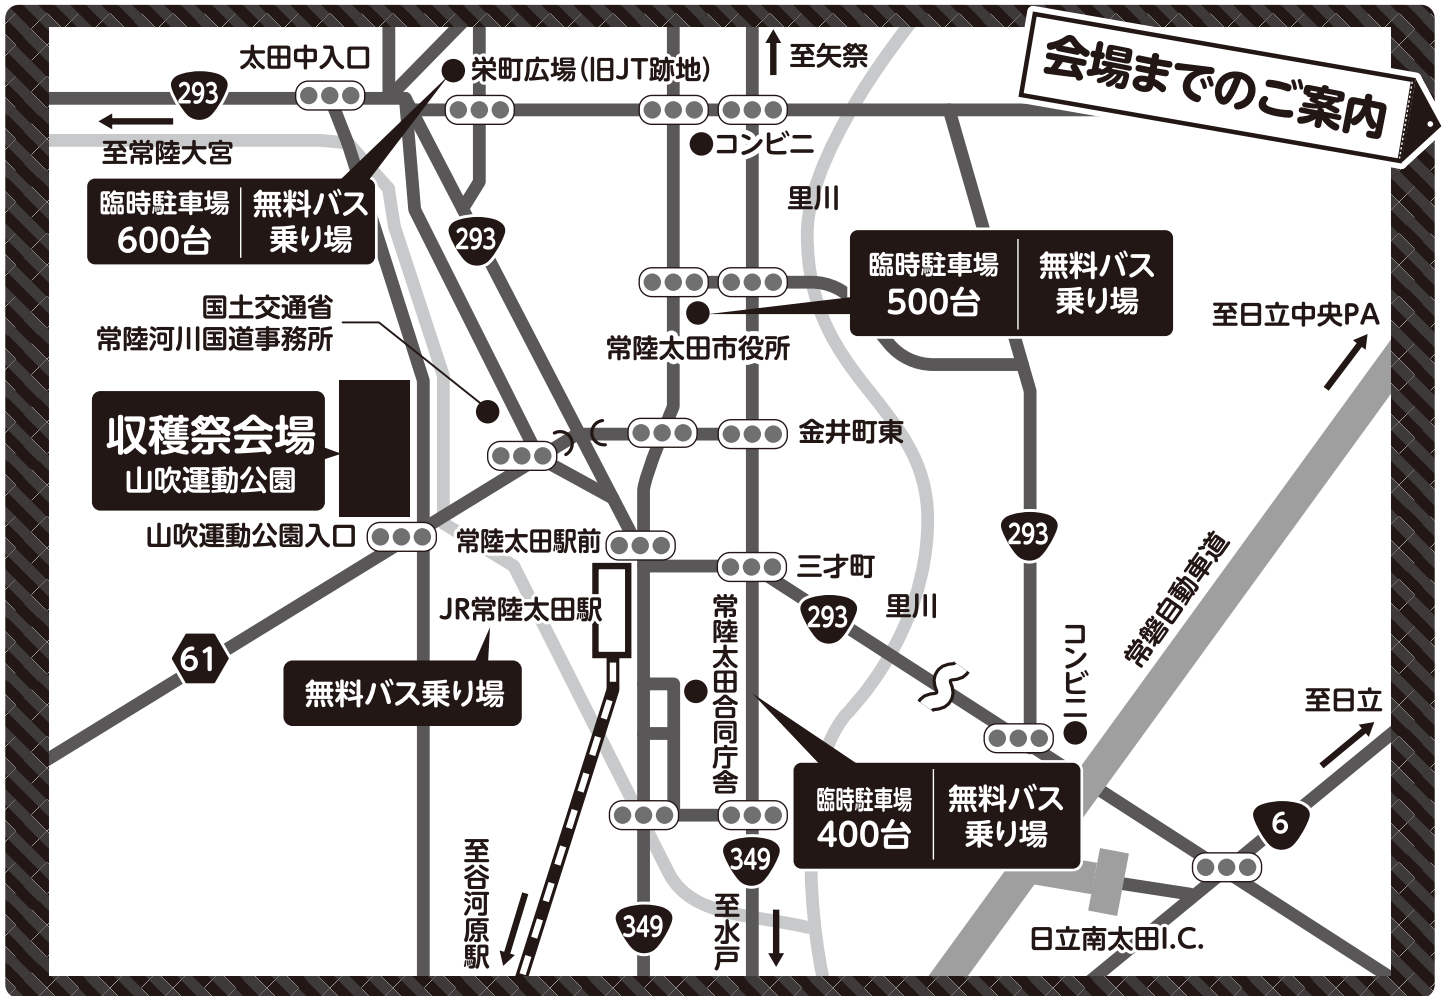 会場までのご案内
太田中入口
293
至常陸大宮
栄町広場(旧JT跡地)
至矢祭
コンビニ
里川
臨時駐車場
600台
無料バス
乗り場
293
国土交通省
常陸河川国道事務所
臨時駐車場
500台
無料バス
乗り場
常陸太田市役所
至日立中央PA
収穫祭会場
山吹運動公園
金井町東
山吹運動公園入口
常陸太田駅前
三才町
293
常磐自動車道
JR常陸太田駅
293
里川
コンビニ
61
無料バス乗り場
常陸太田合同庁舎
至日立
臨時駐車場
400台
無料バス
乗り場
6
349
至谷河原駅
349
至水戸
日立南太田I.C.